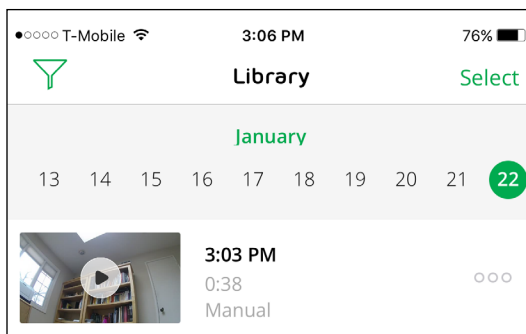 T-Mobile 3:06 PM 76%
Library Select
January
13 14 15 16 17 18 19 20 21 22
3:03 PM
0:38
Manual